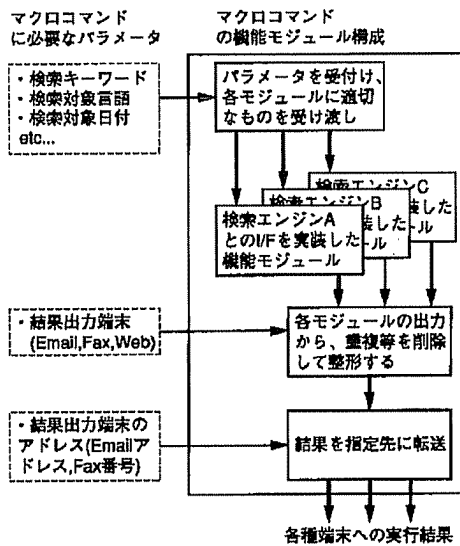 マクロコマンド
に必要なパラメータ
マクロコマンド
の機能モジュール構成
・検索キーワード
・検索対象言語
・検索対象日付
etc...
パラメータを受付け、
各モジュールに適切
なものを受け渡し
検索エンジンC
装した
ール
検索エンジンB
装した
ール
検索エンジンA
とのI/Fを実装した
機能モジュール
・結果出力端末
(Email,Fax,Web)
各モジュールの出力
から、重複等を削除
して整形する
・結果出力端末の
アドレス(Emailア
ドレス,Fax番号)
結果を指定先に転送
各種端末への実行結果